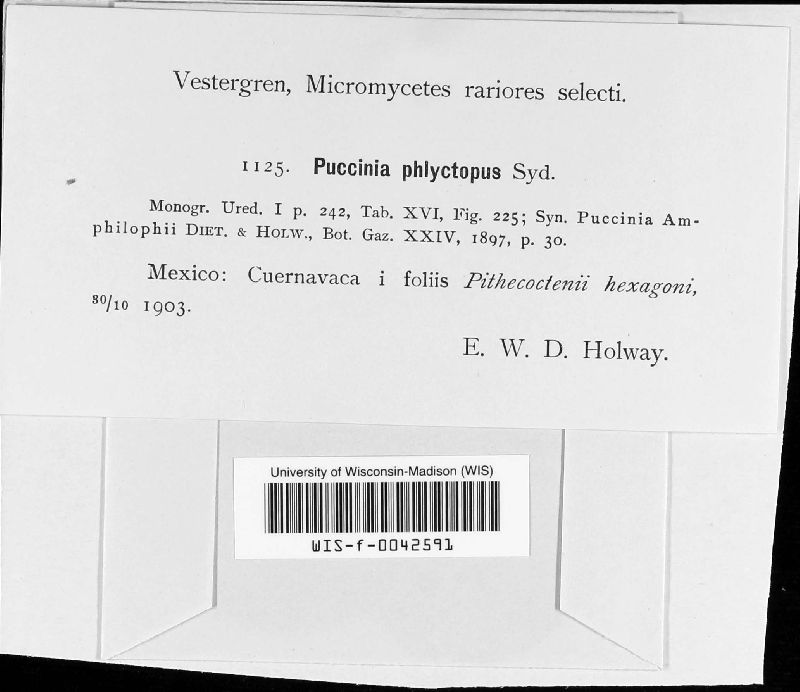 Vestergren, Micromycetes rariores selecti.
1125. Puccinia phlyctopus Syd.
Monogr. Ured. I p. 242, Tab. XVI, Fig. 225; Syn. Puccinia Am-
philophii DIET. & HOLW., Bot. Gaz. XXIV, 1897, p. 30.
Mexico: Cuernavaca i foliis Pithecoctenii hexagoni,
30/10 1903.
E. W. D. Holway.
University of Wisconsin-Madison (WIS)
WIS-f-0042591